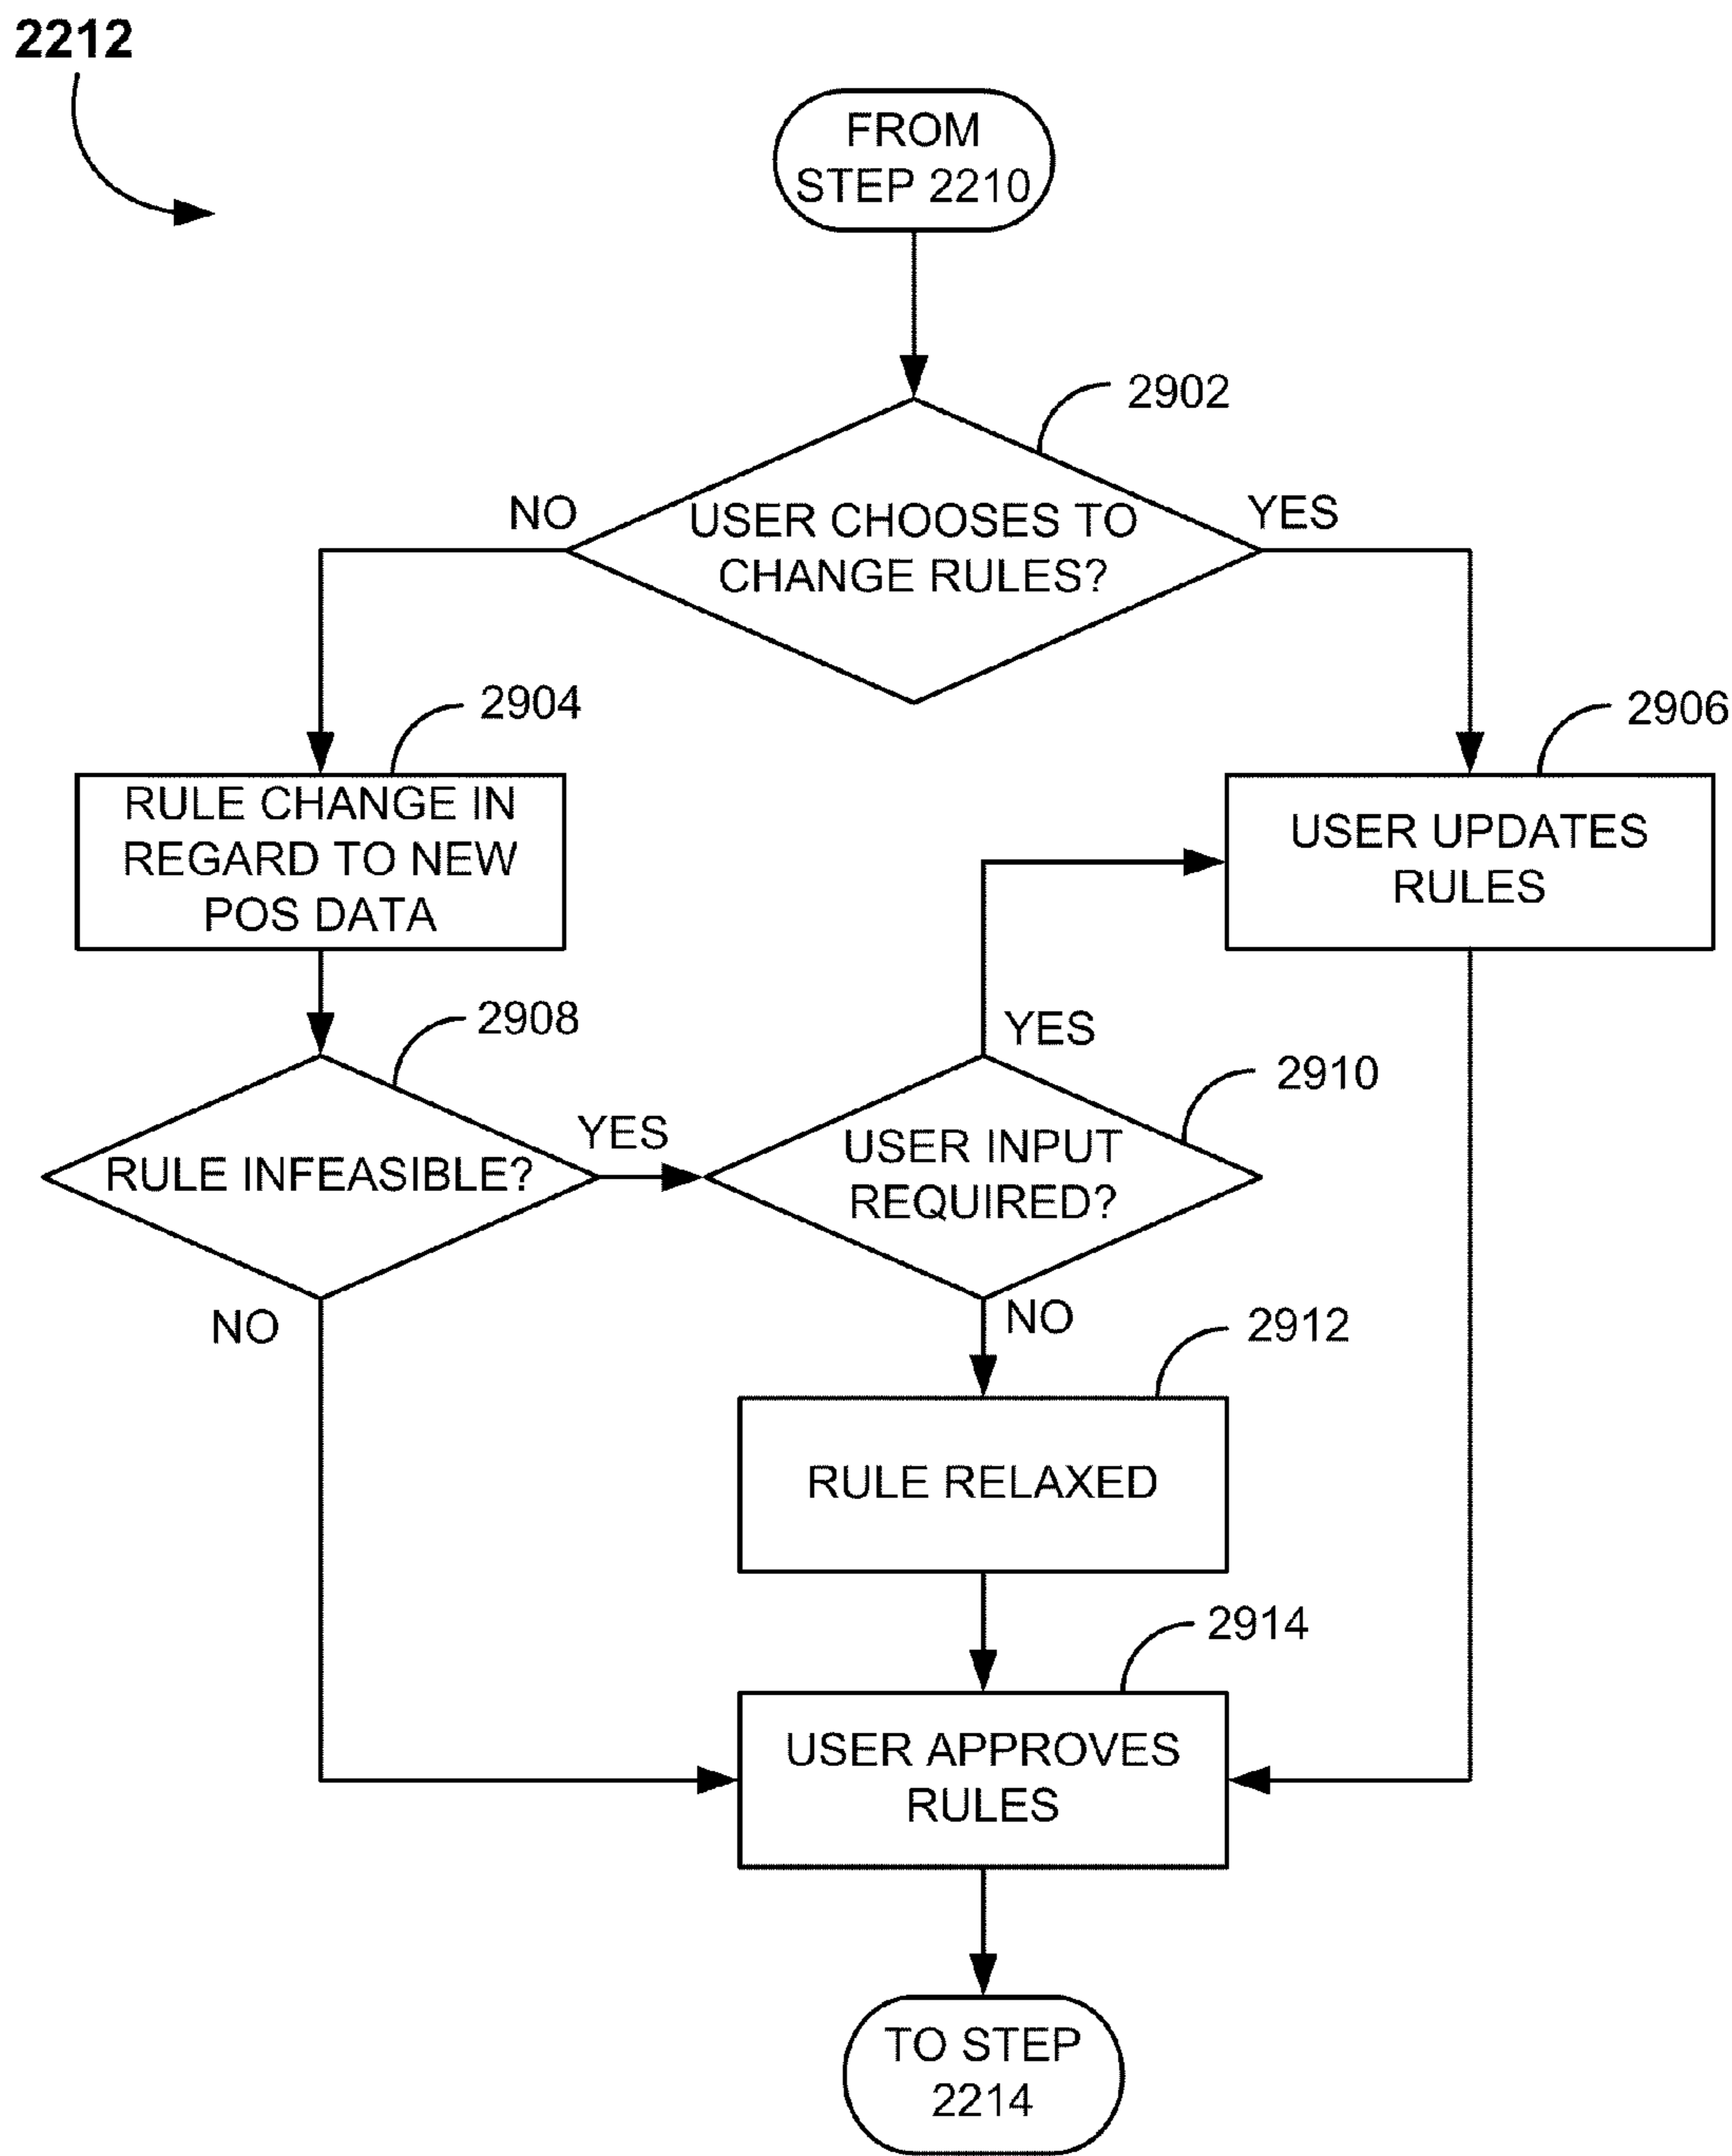 2212
FROM
STEP 2210
2902
NO
USER CHOOSES TO
CHANGE RULES?
YES
2904
RULE CHANGE IN
REGARD TO NEW
POS DATA
2906
USER UPDATES
RULES
2908
RULE INFEASIBLE?
YES
NO
2910
YES
USER INPUT
REQUIRED?
NO
2912
RULE RELAXED
2914
USER APPROVES
RULES
TO STEP
2214